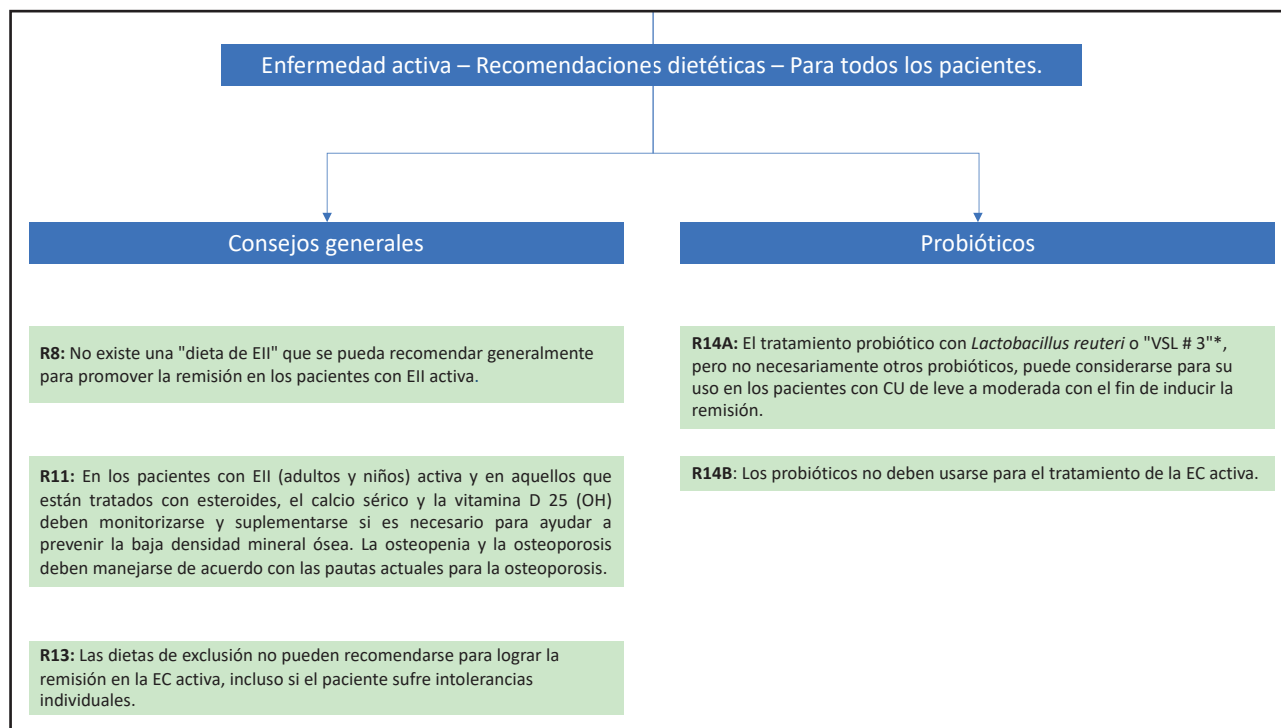 Enfermedad activa – Recomendaciones dietéticas – Para todos los pacientes.
Consejos generales
R8: No existe una "dieta de EII" que se pueda recomendar generalmente
para promover la remisión en los pacientes con EII activa.
R11: En los pacientes con EII (adultos y niños) activa y en aquellos que
están tratados con esteroides, el calcio sérico y la vitamina D 25 (OH)
deben monitorizarse y suplementarse si es necesario para ayudar a
prevenir la baja densidad mineral ósea. La osteopenia y la osteoporosis
deben manejarse de acuerdo con las pautas actuales para la osteoporosis.
R13: Las dietas de exclusión no pueden recomendarse para lograr la
remisión en la EC activa, incluso si el paciente sufre intolerancias
individuales.
Probióticos
R14A: El tratamiento probiótico con Lactobacillus reuteri o "VSL # 3"*,
pero no necesariamente otros probióticos, puede considerarse para su
uso en los pacientes con CU de leve a moderada con el fin de inducir la
remisión.
R14B: Los probióticos no deben usarse para el tratamiento de la EC activa.